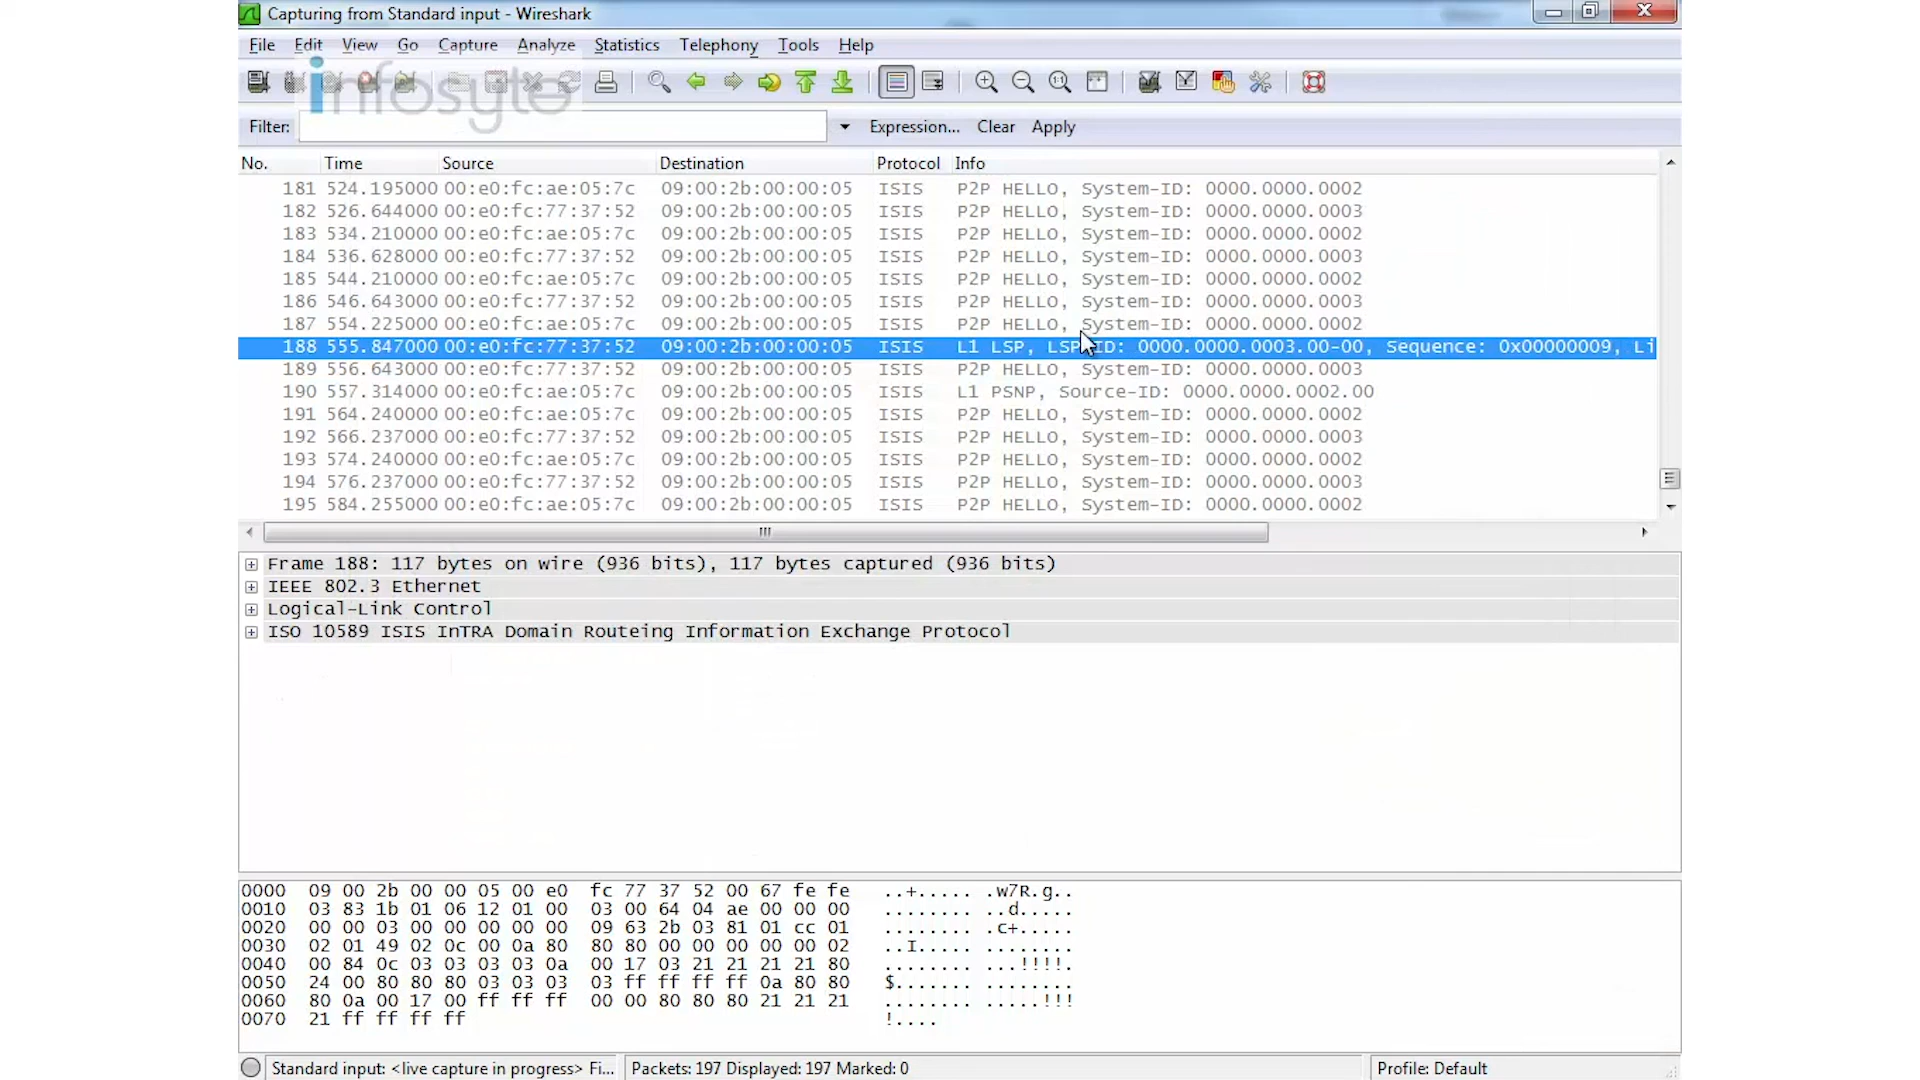 Capturing from Standard input - Wireshark
File Edit View Go Capture Analyze Statistics Telephony Tools Help
infosyte
Filter: Expression... Clear Apply
No. Time Source Destination Protocol Info
181 524.195000 00:e0:fc:ae:05:7c 09:00:2b:00:00:05 ISIS P2P HELLO, System-ID: 0000.0000.0002
182 526.644000 00:e0:fc:77:37:52 09:00:2b:00:00:05 ISIS P2P HELLO, System-ID: 0000.0000.0003
183 534.210000 00:e0:fc:ae:05:7c 09:00:2b:00:00:05 ISIS P2P HELLO, System-ID: 0000.0000.0002
184 536.628000 00:e0:fc:77:37:52 09:00:2b:00:00:05 ISIS P2P HELLO, System-ID: 0000.0000.0003
185 544.210000 00:e0:fc:ae:05:7c 09:00:2b:00:00:05 ISIS P2P HELLO, System-ID: 0000.0000.0002
186 546.643000 00:e0:fc:77:37:52 09:00:2b:00:00:05 ISIS P2P HELLO, System-ID: 0000.0000.0003
187 554.225000 00:e0:fc:ae:05:7c 09:00:2b:00:00:05 ISIS P2P HELLO, System-ID: 0000.0000.0002
188 555.847000 00:e0:fc:77:37:52 09:00:2b:00:00:05 ISIS L1 LSP, LSP-ID: 0000.0000.0003.00-00, Sequence: 0x00000009, Li
189 556.643000 00:e0:fc:77:37:52 09:00:2b:00:00:05 ISIS P2P HELLO, System-ID: 0000.0000.0003
190 557.314000 00:e0:fc:ae:05:7c 09:00:2b:00:00:05 ISIS L1 PSNP, Source-ID: 0000.0000.0002.00
191 564.240000 00:e0:fc:ae:05:7c 09:00:2b:00:00:05 ISIS P2P HELLO, System-ID: 0000.0000.0002
192 566.237000 00:e0:fc:77:37:52 09:00:2b:00:00:05 ISIS P2P HELLO, System-ID: 0000.0000.0003
193 574.240000 00:e0:fc:ae:05:7c 09:00:2b:00:00:05 ISIS P2P HELLO, System-ID: 0000.0000.0002
194 576.237000 00:e0:fc:77:37:52 09:00:2b:00:00:05 ISIS P2P HELLO, System-ID: 0000.0000.0003
195 584.255000 00:e0:fc:ae:05:7c 09:00:2b:00:00:05 ISIS P2P HELLO, System-ID: 0000.0000.0002
Frame 188: 117 bytes on wire (936 bits), 117 bytes captured (936 bits)
IEEE 802.3 Ethernet
Logical-Link Control
ISO 10589 ISIS InTRA Domain Routeing Information Exchange Protocol
0000 09 00 2b 00 00 05 00 e0 fc 77 37 52 00 67 fe fe ..+..... .w7R.g..
0010 03 83 1b 01 06 12 01 00 03 00 64 04 ae 00 00 00 ........ ..d.....
0020 00 00 03 00 00 00 00 00 09 63 2b 03 81 01 cc 01 ........ .c+.....
0030 02 01 49 02 0c 00 0a 80 80 80 00 00 00 00 00 02 ..I..... ........
0040 00 84 0c 03 03 03 03 0a 00 17 03 21 21 21 21 80 ........ ...!!!!.
0050 24 00 80 80 80 03 03 03 03 ff ff ff ff 0a 80 80 $....... ........
0060 80 0a 00 17 00 ff ff ff 00 00 80 80 80 21 21 21 ........ .....!!!
0070 21 ff ff ff ff !....
Standard input: <live capture in progress> Fi... Packets: 197 Displayed: 197 Marked: 0 Profile: Default